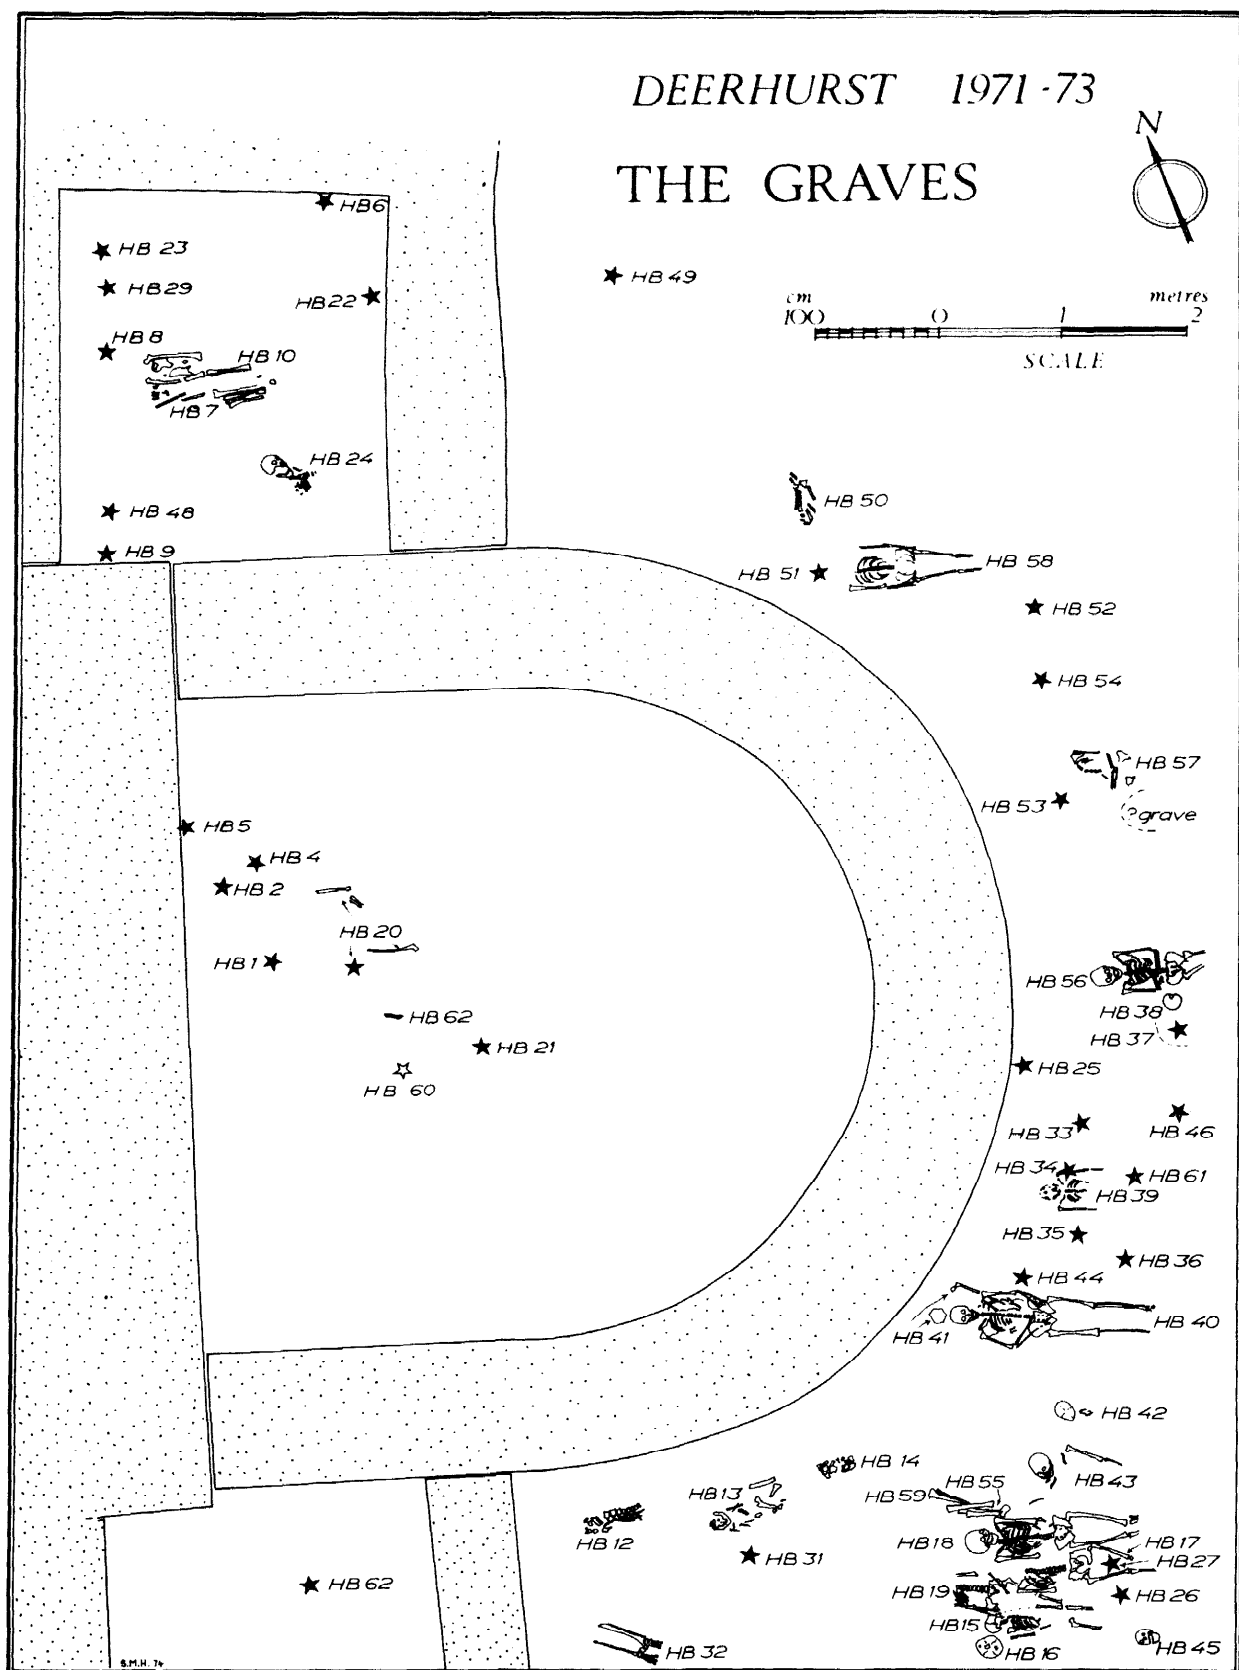 DEERHURST 1971-73
THE GRAVES
N
cm
metres
100 0 1 2
SCALE
HB6
HB 23
HB 29
HB22
HB 49
HB 8
HB 10
HB7
HB 24
HB 48
HB 9
HB 50
HB 51
HB 58
HB 52
HB 54
HB 57
HB 53
?grave
HB 5
HB 4
HB 2
HB 20
HB 1
HB 62
HB 21
HB 60
HB 56
HB 38
HB 37
HB 25
HB 33
HB 46
HB 34
HB 61
HB 39
HB 35
HB 36
HB 44
HB 41
HB 40
HB 42
HB 14
HB 43
HB 13
HB 59
HB 55
HB 12
HB 31
HB 18
HB 17
HB 27
HB 19
HB 26
HB 62
HB 15
HB 32
HB 16
HB 45
S.M.H. 74